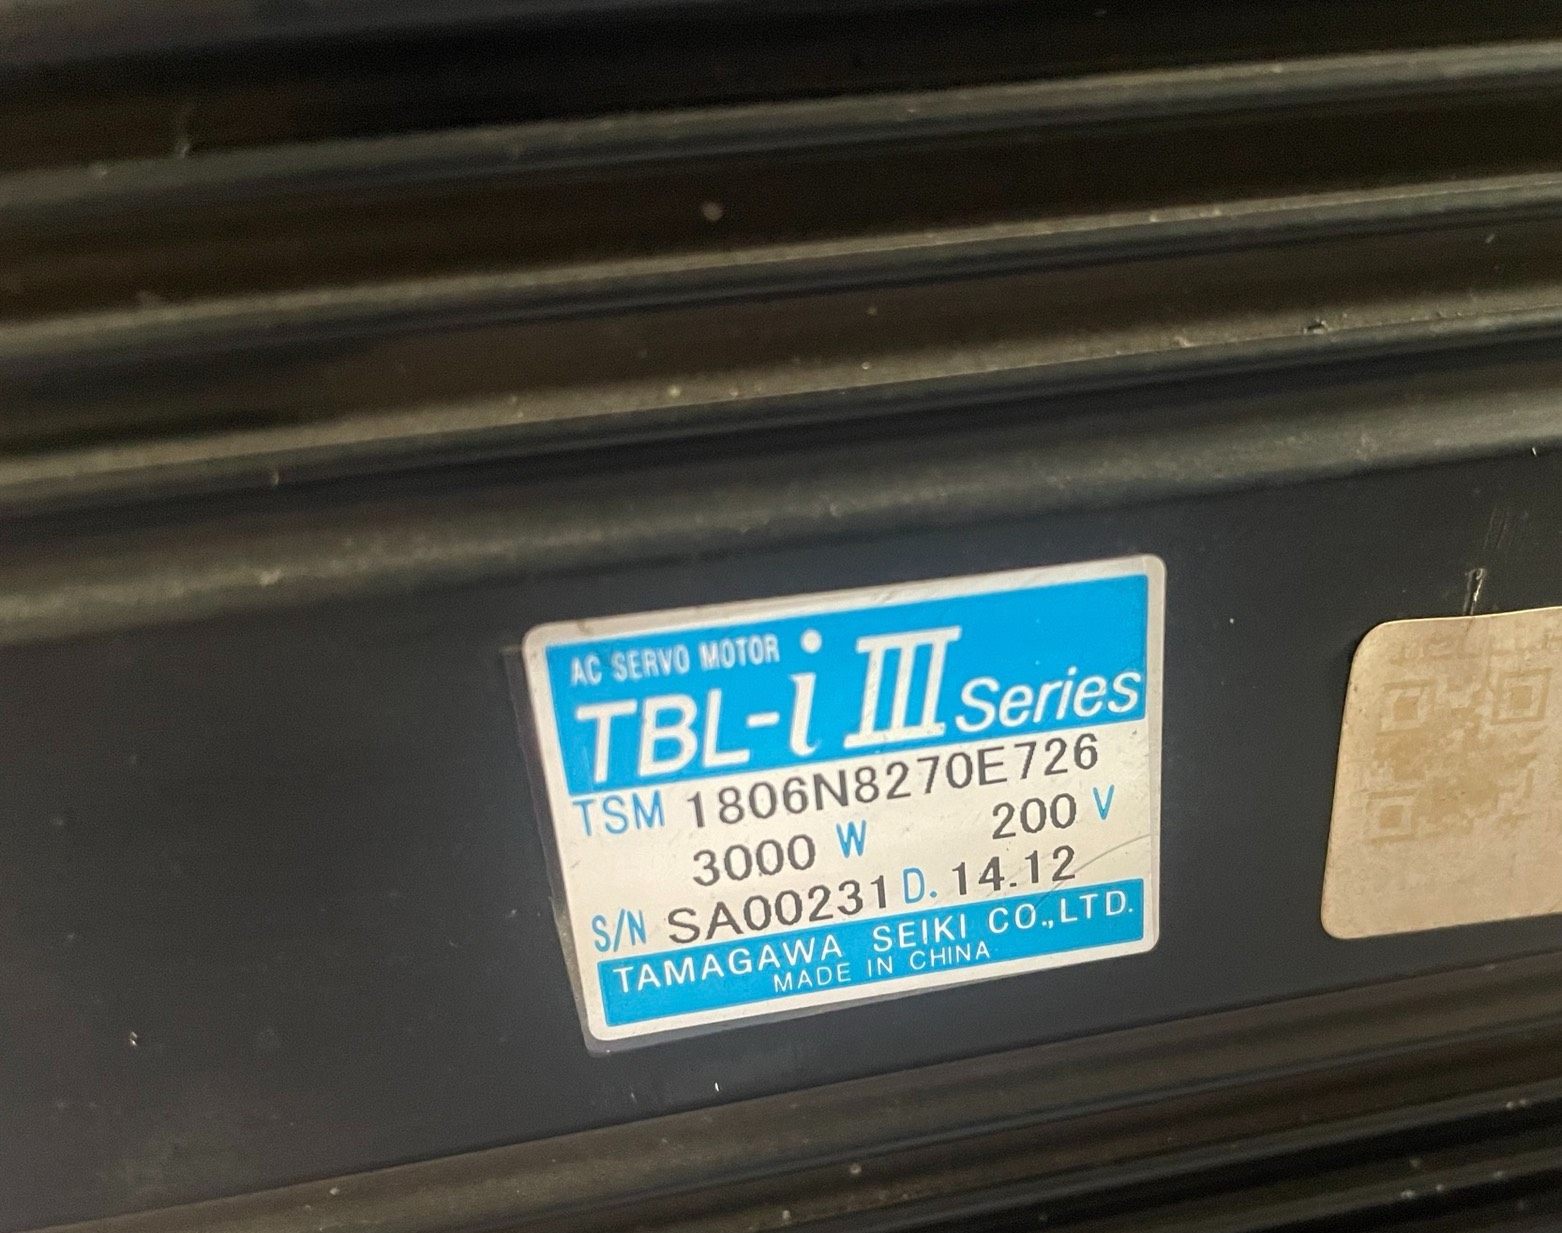 AC SERVO MOTOR
TBL-i III Series
TSM 1806N8270E726
3000 W 200 V
S/N SA00231 D. 14.12
TAMAGAWA SEIKI CO.,LTD.
MADE IN CHINA